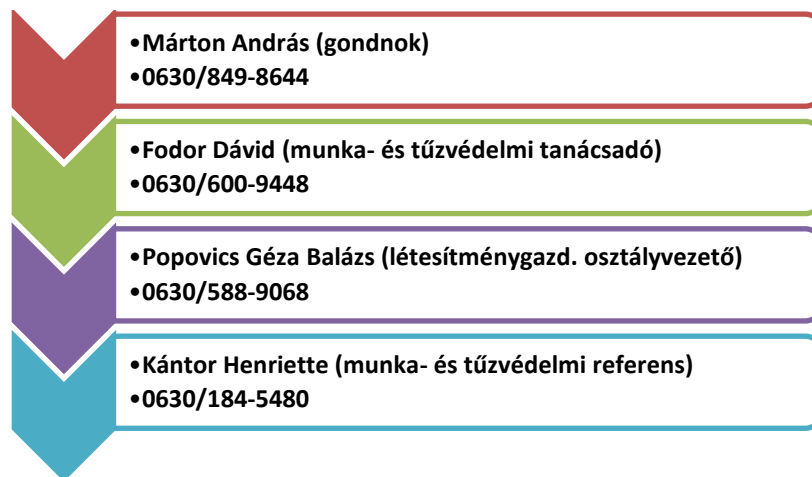 •Márton András (gondnok)
•0630/849-8644
•Fodor Dávid (munka- és tűzvédelmi tanácsadó)
•0630/600-9448
•Popovics Géza Balázs (létesítménygazd. osztályvezető)
•0630/588-9068
•Kántor Henriette (munka- és tűzvédelmi referens)
•0630/184-5480